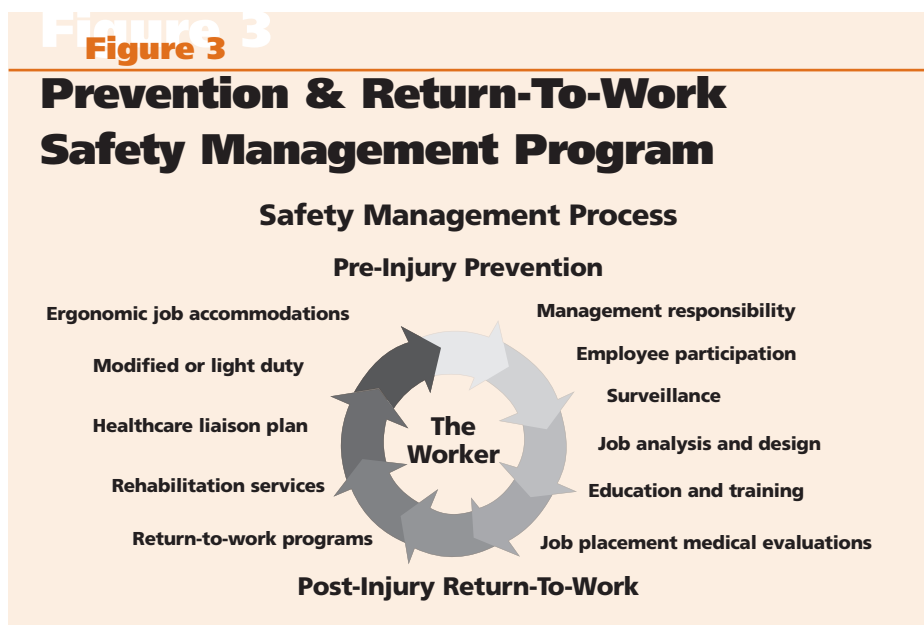 Figure 3
Figure 3
Prevention & Return-To-Work
Safety Management Program
Safety Management Process
Pre-Injury Prevention
Ergonomic job accommodations
Modified or light duty
Healthcare liaison plan
Rehabilitation services
Return-to-work programs
The
Worker
Management responsibility
Employee participation
Surveillance
Job analysis and design
Education and training
Job placement medical evaluations
Post-Injury Return-To-Work